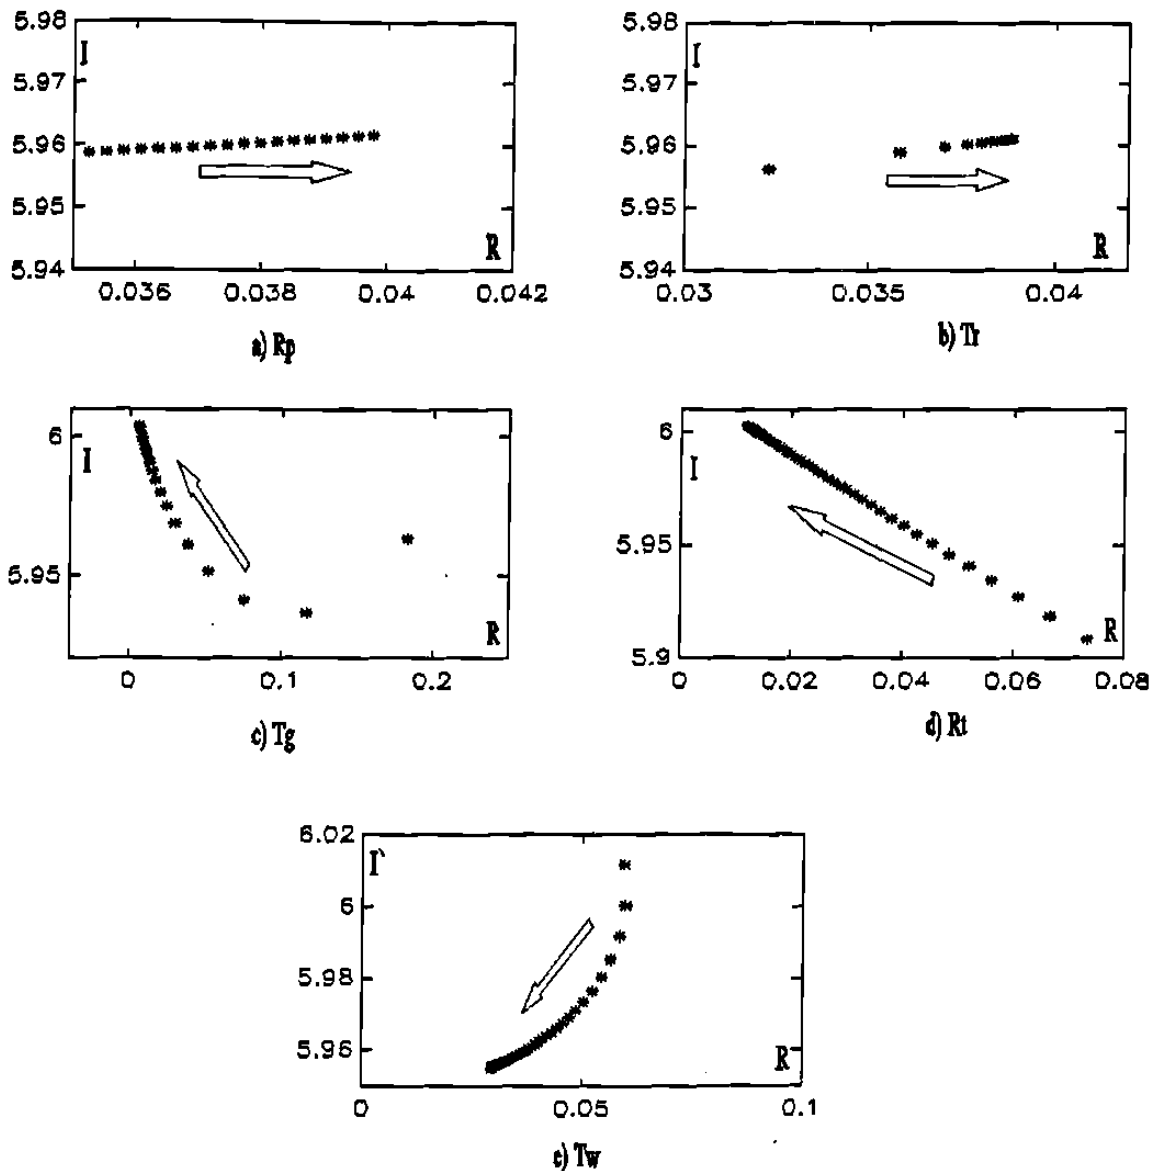 5.98 5.98
I I
5.97 5.97
5.96 5.96
5.95 5.95
R R
5.94 5.94
0.036 0.038 0.04 0.042 0.03 0.035 0.04
a) Rp b) Tr
6 6
I I
5.95 5.95
R R
5.9
0 0.1 0.2 0 0.02 0.04 0.06 0.08
c) Tg d) Rt
6.02
I`
6
5.98
5.96
R
0 0.05 0.1
e) Tw